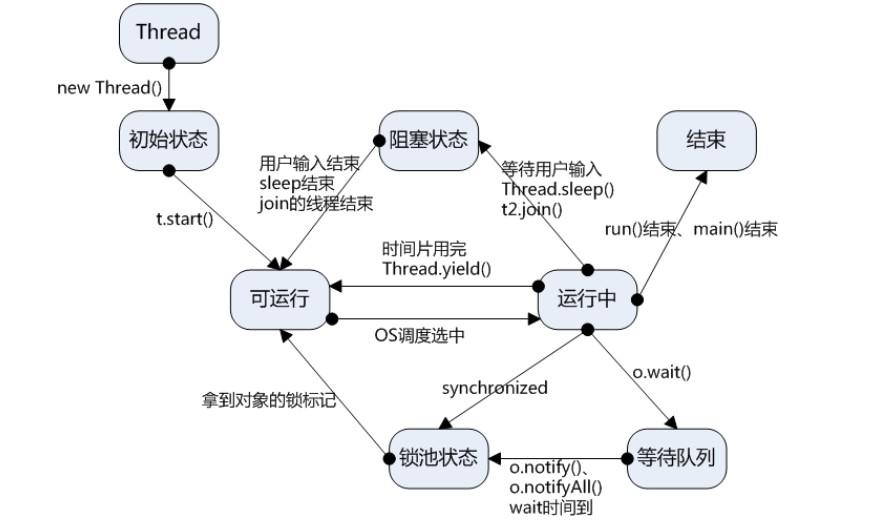 Thread
new Thread()
初始状态
阻塞状态
结束
用户输入结束
sleep结束
join的线程结束
等待用户输入
Thread.sleep()
t2.join()
t.start()
run()结束、main()结束
时间片用完
Thread.yield()
可运行
运行中
OS调度选中
synchronized
o.wait()
拿到对象的锁标记
锁池状态
等待队列
o.notify()、
o.notifyAll()
wait时间到